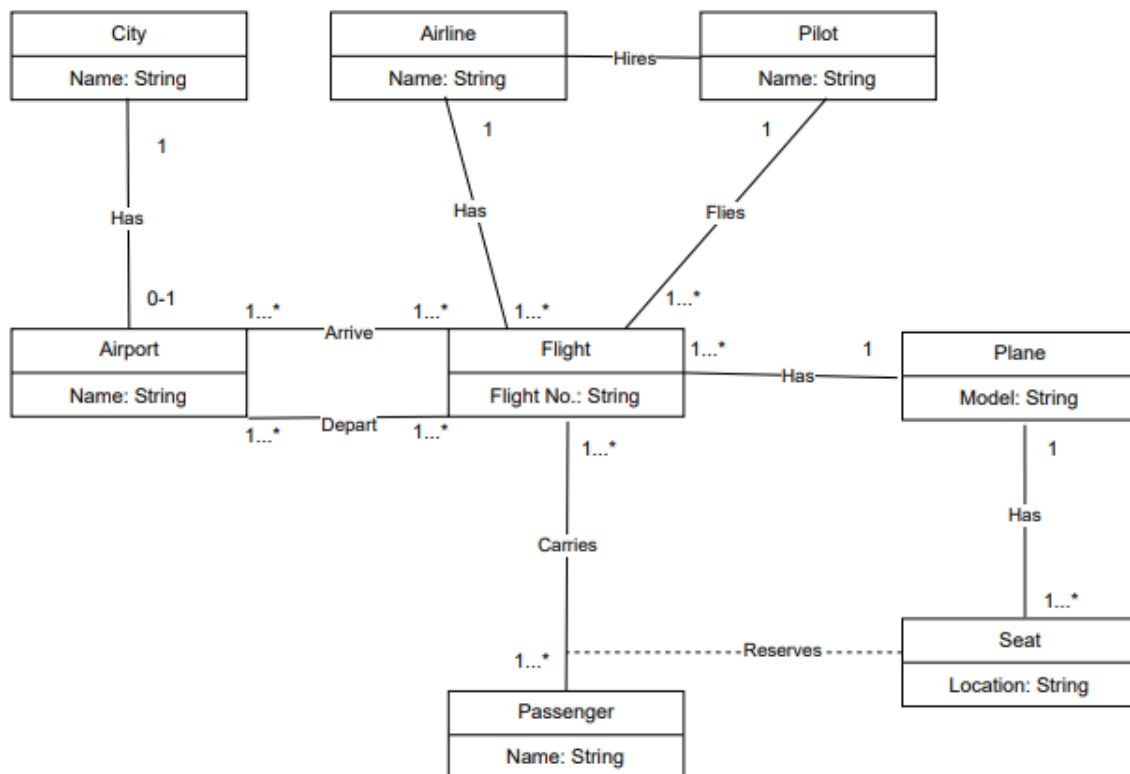 City
Name: String
Airline
Name: String
Hires
Pilot
Name: String
1
1
1
Has
Has
Flies
0-1
1...*
1...*
1...*
1...*
Arrive
Airport
Name: String
Flight
Flight No.: String
1...*
1
Has
Plane
Model: String
Depart
1...*
1...*
1...*
1
Carries
Has
1...*
1...*
Reserves
Seat
Location: String
Passenger
Name: String